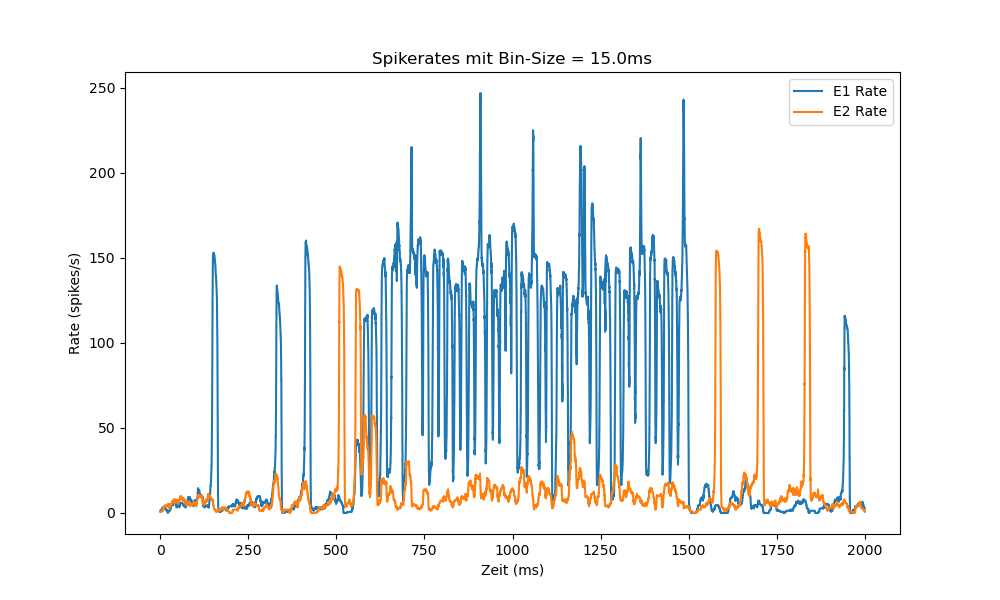 Spikerates mit Bin-Size = 15.0ms
E1 Rate
E2 Rate
Rate (spikes/s)
250
200
150
100
50
0
0 250 500 750 1000 1250 1500 1750 2000
Zeit (ms)